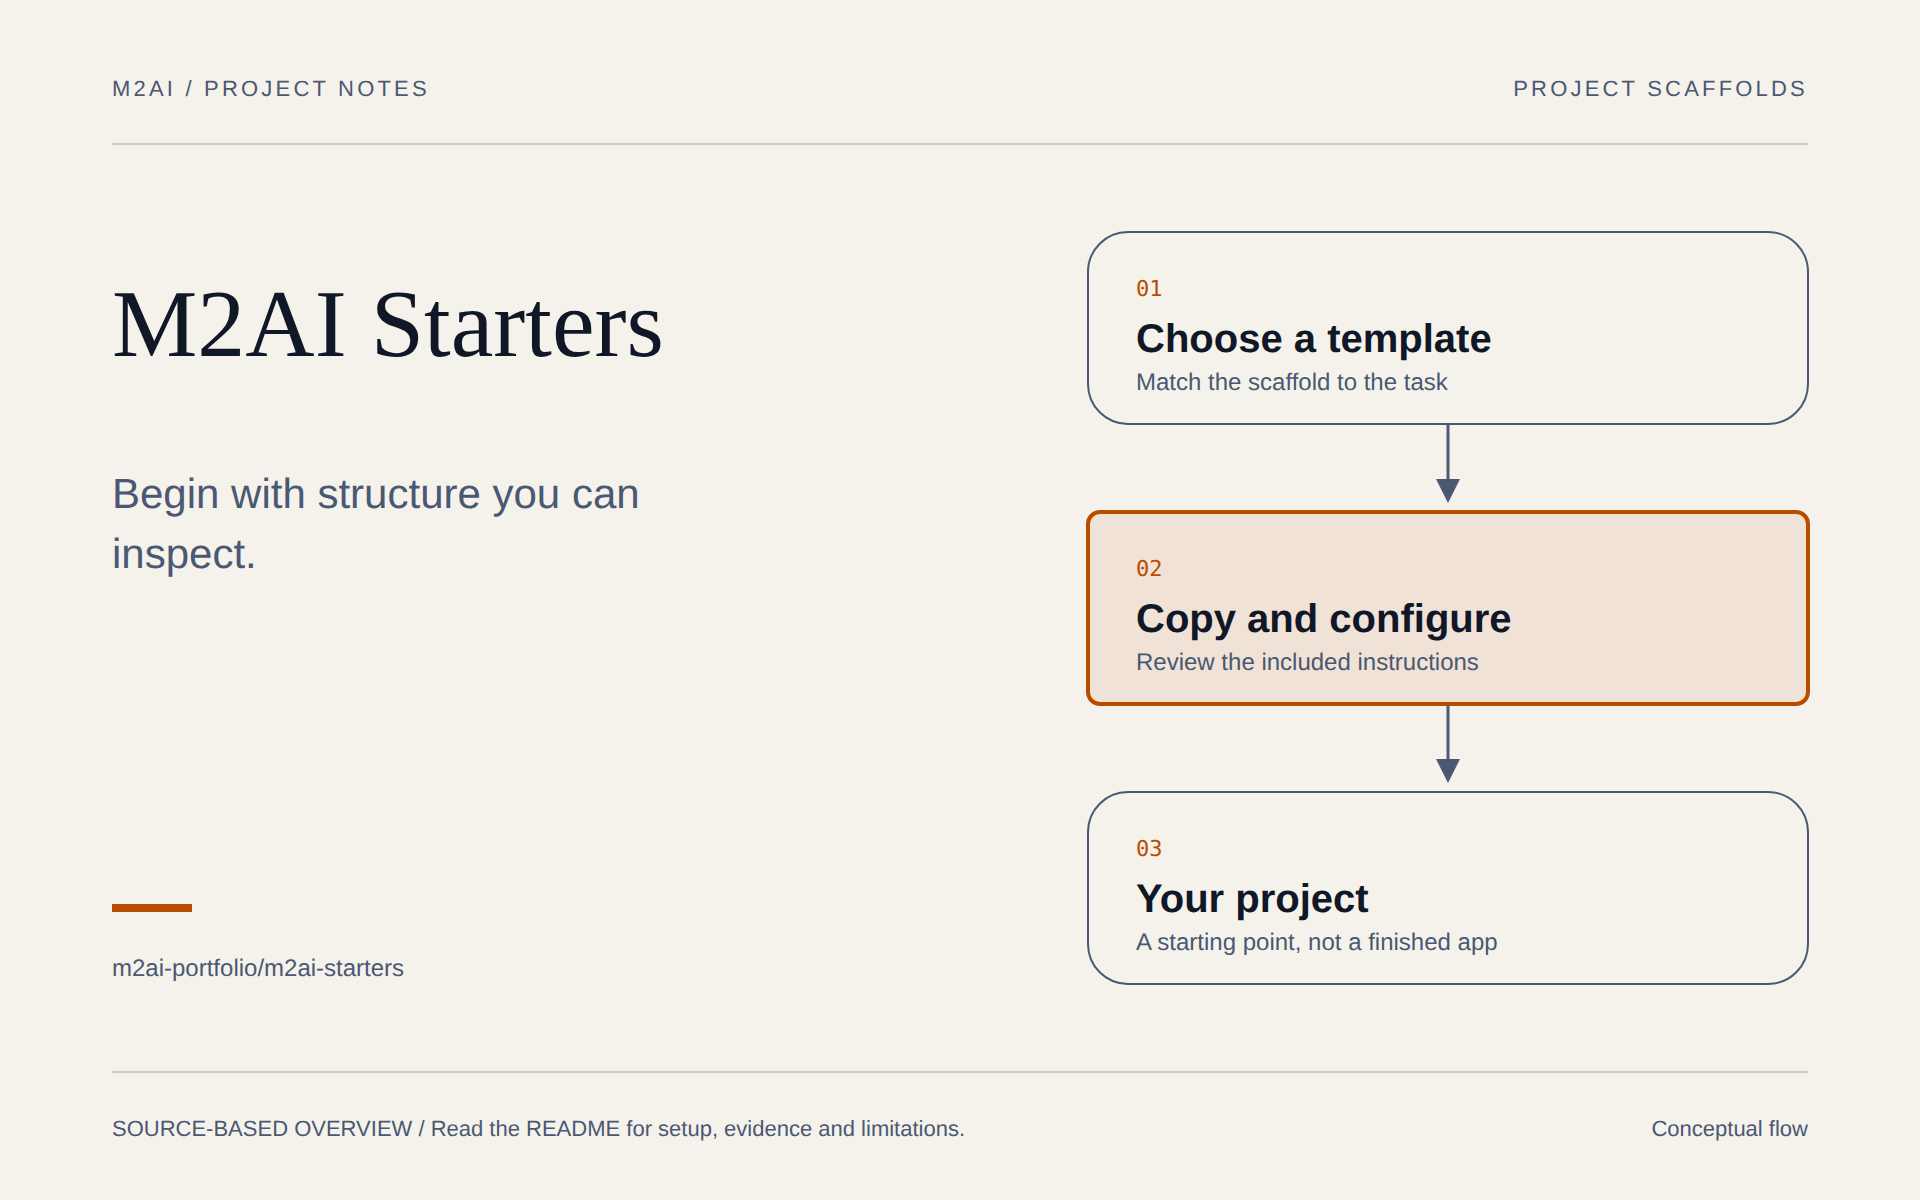 M2AI / PROJECT NOTES
PROJECT SCAFFOLDS
M2AI Starters
Begin with structure you can
inspect.
m2ai-portfolio/m2ai-starters
01
Choose a template
Match the scaffold to the task
02
Copy and configure
Review the included instructions
03
Your project
A starting point, not a finished app
SOURCE-BASED OVERVIEW / Read the README for setup, evidence and limitations.
Conceptual flow